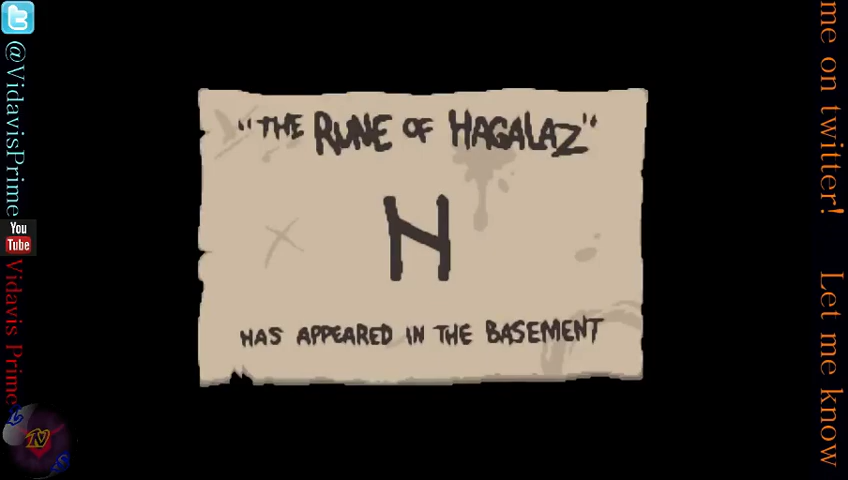 "THE RUNE OF HAGALAZ"
HAS APPEARED IN THE BASEMENT
@VidavisPrime
You
Tube
Vidavis Prime
me on twitter!
Let me know